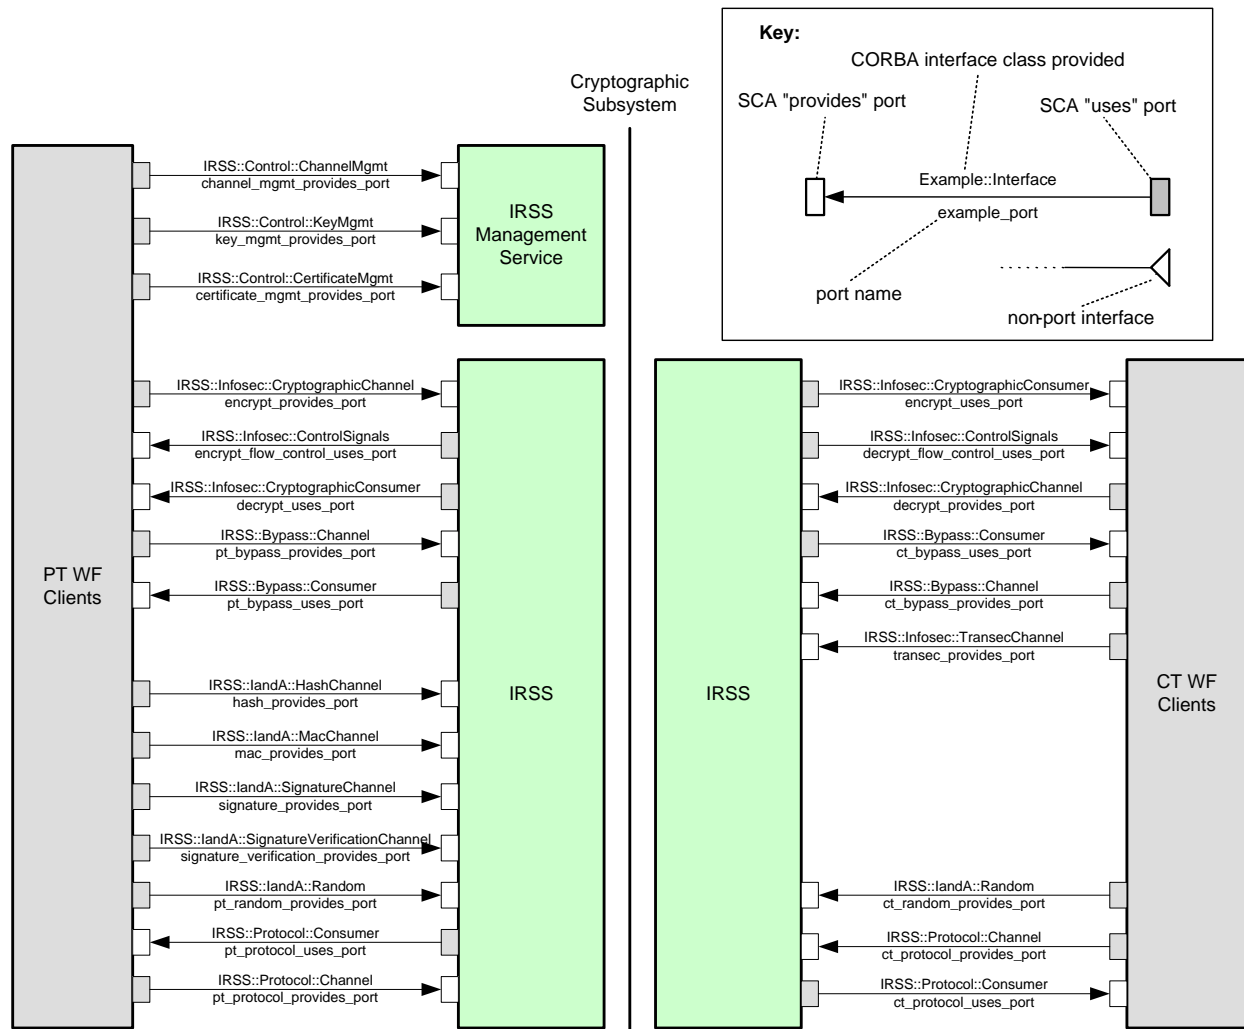 Key:
CORBA interface class provided
SCA "provides" port
SCA "uses" port
Example::Interface
example_port
port name
non-port interface
Cryptographic
Subsystem
PT WF
Clients
IRSS::Control::ChannelMgmt
channel_mgmt_provides_port
IRSS::Control::KeyMgmt
key_mgmt_provides_port
IRSS::Control::CertificateMgmt
certificate_mgmt_provides_port
IRSS
Management
Service
IRSS::Infosec::CryptographicChannel
encrypt_provides_port
IRSS::Infosec::ControlSignals
encrypt_flow_control_uses_port
IRSS::Infosec::CryptographicConsumer
decrypt_uses_port
IRSS::Bypass::Channel
pt_bypass_provides_port
IRSS::Bypass::Consumer
pt_bypass_uses_port
IRSS::IandA::HashChannel
hash_provides_port
IRSS::IandA::MacChannel
mac_provides_port
IRSS::IandA::SignatureChannel
signature_provides_port
IRSS::IandA::SignatureVerificationChannel
signature_verification_provides_port
IRSS::IandA::Random
pt_random_provides_port
IRSS::Protocol::Consumer
pt_protocol_uses_port
IRSS::Protocol::Channel
pt_protocol_provides_port
IRSS
IRSS
IRSS::Infosec::CryptographicConsumer
encrypt_uses_port
IRSS::Infosec::ControlSignals
decrypt_flow_control_uses_port
IRSS::Infosec::CryptographicChannel
decrypt_provides_port
IRSS::Bypass::Consumer
ct_bypass_uses_port
IRSS::Bypass::Channel
ct_bypass_provides_port
IRSS::Infosec::TransecChannel
transec_provides_port
IRSS::IandA::Random
ct_random_provides_port
IRSS::Protocol::Channel
ct_protocol_provides_port
IRSS::Protocol::Consumer
ct_protocol_uses_port
CT WF
Clients